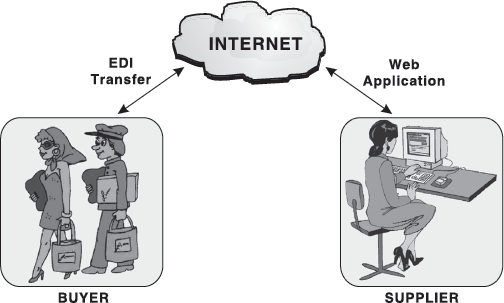 INTERNET
EDI
Transfer
Web
Application
BUYER
SUPPLIER